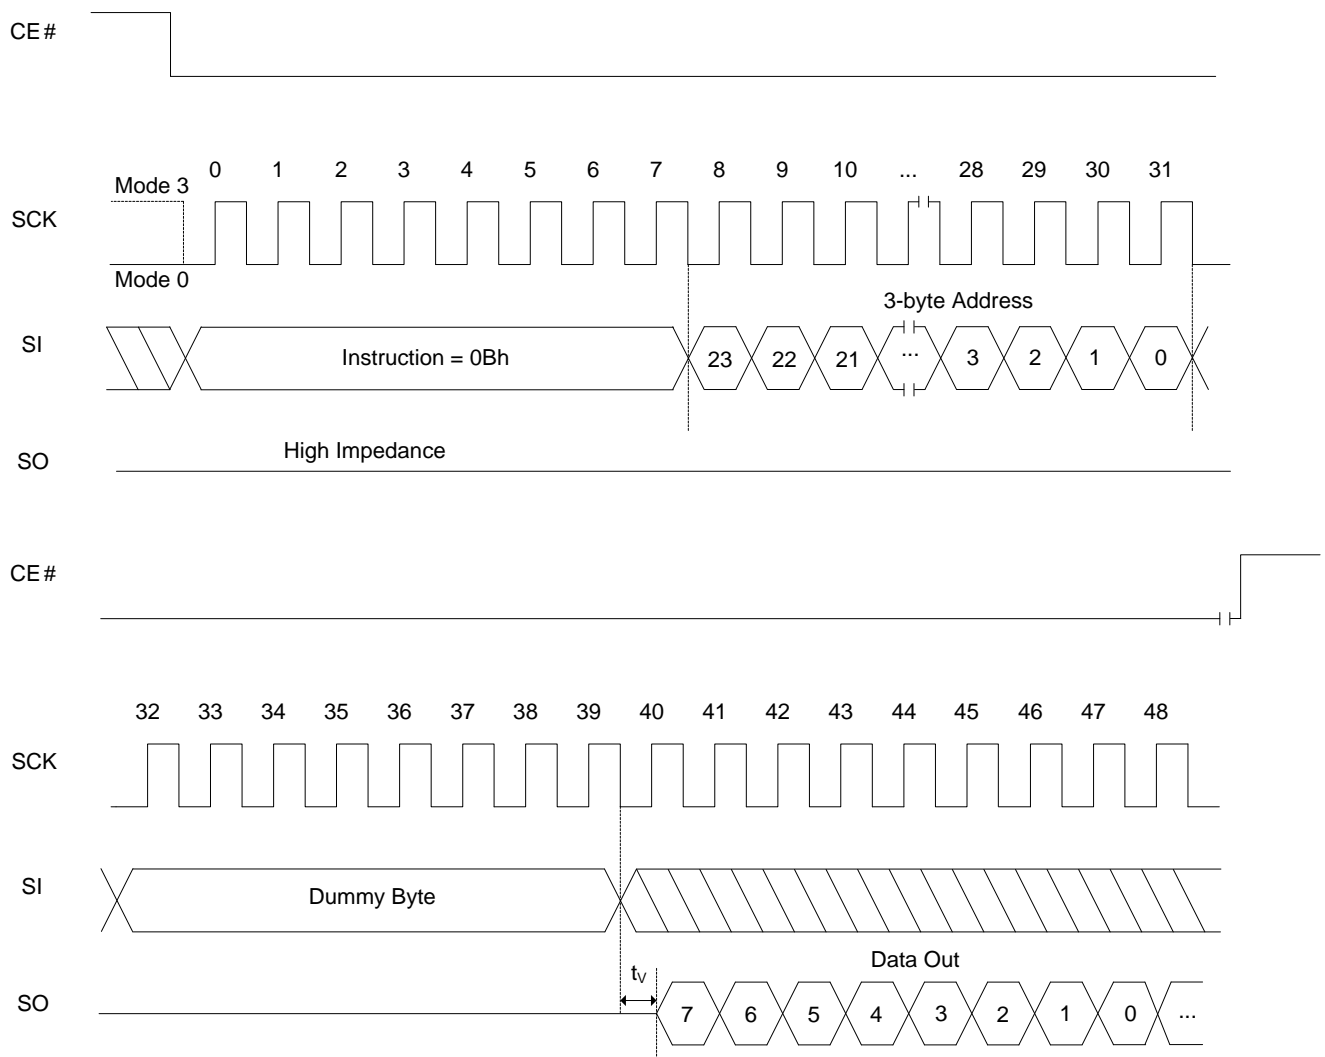 CE#
0 1 2 3 4 5 6 7 8 9 10 ... 28 29 30 31
Mode 3
SCK
Mode 0
3-byte Address
SI
Instruction = 0Bh
23 22 21 ... 3 2 1 0
High Impedance
SO
CE#
32 33 34 35 36 37 38 39 40 41 42 43 44 45 46 47 48
SCK
SI
Dummy Byte
Data Out
tV
SO
7 6 5 4 3 2 1 0 ...